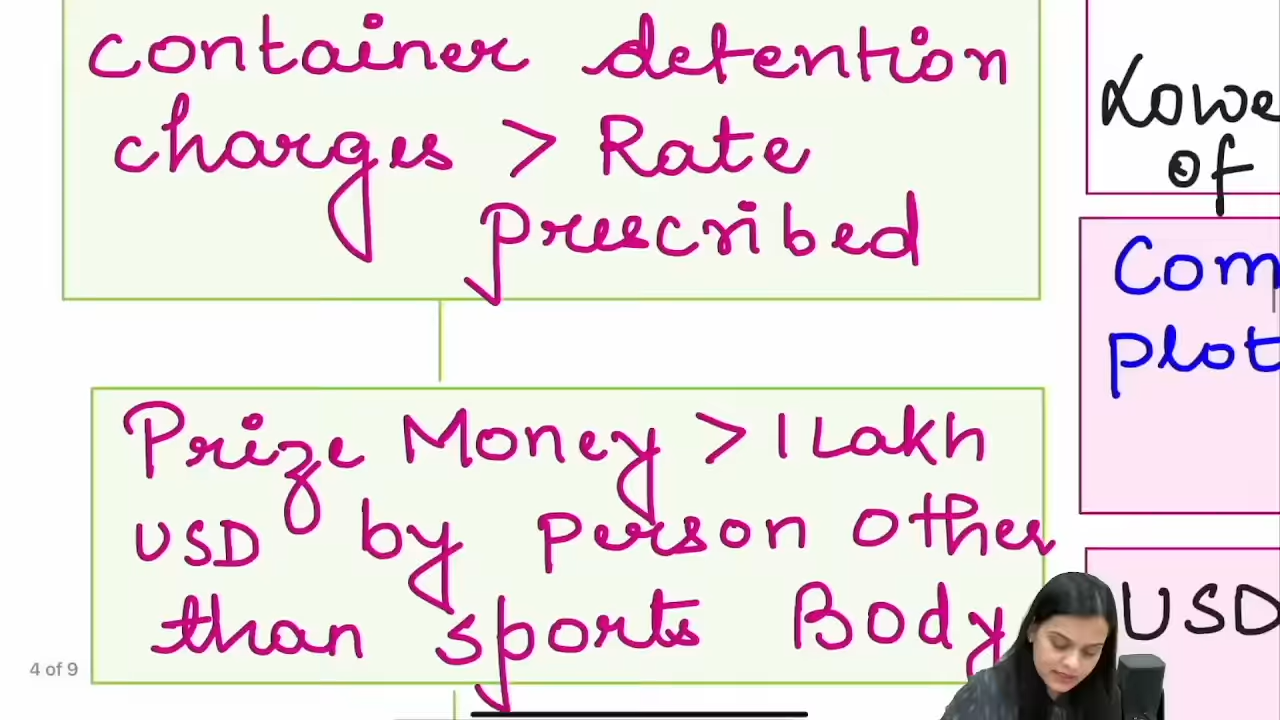 container detention
charges > Rate
prescribed
Prize Money > 1 Lakh
USD by person other
than sports Body
Lowe
of
Com
plot
USD
4 of 9